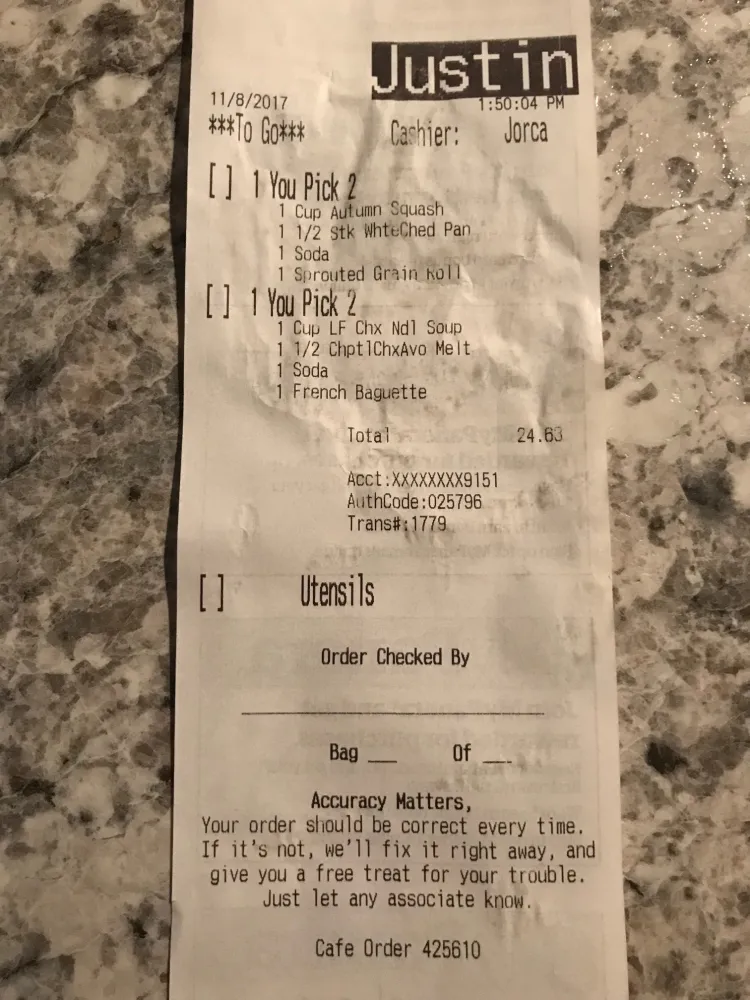 Justin
11/8/2017 1:50:04 PM
***To Go*** Cashier: Jorca
[ ] 1 You Pick 2
1 Cup Autumn Squash
1 1/2 Stk WhteChed Pan
1 Soda
1 Sprouted Grain Roll
[ ] 1 You Pick 2
1 Cup LF Chx Ndl Soup
1 1/2 ChptlChxAvo Melt
1 Soda
1 French Baguette
Total 24.63
Acct:XXXXXXXX9151
AuthCode:025796
Trans#:1779
[ ] Utensils
Order Checked By
Bag ___ Of ___
Accuracy Matters,
Your order should be correct every time.
If it's not, we'll fix it right away, and
give you a free treat for your trouble.
Just let any associate know.
Cafe Order 425610